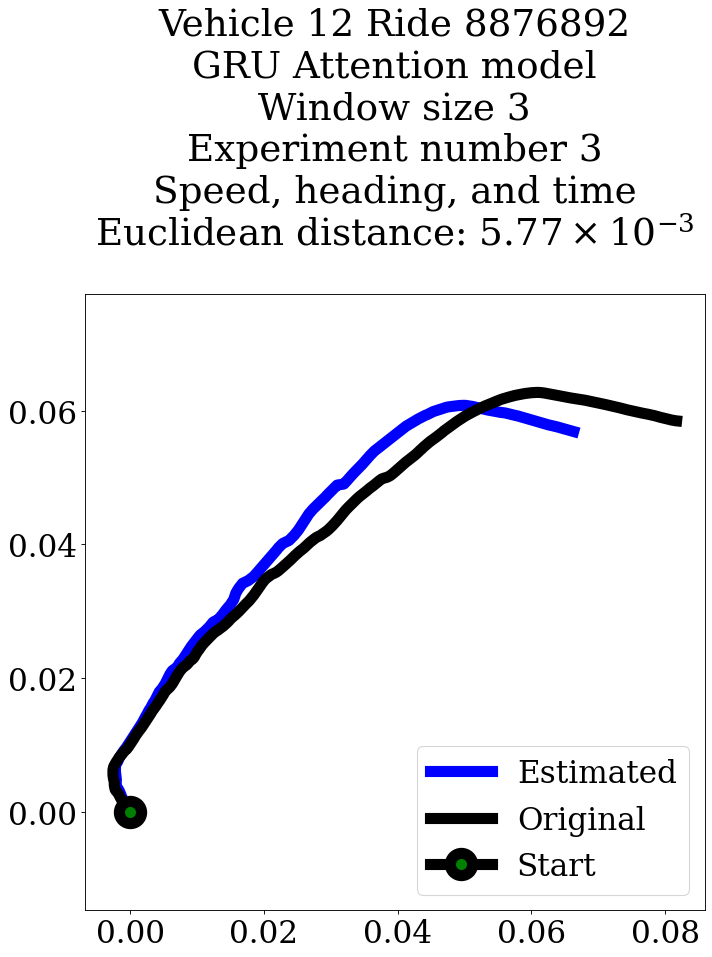 Vehicle 12 Ride 8876892
GRU Attention model
Window size 3
Experiment number 3
Speed, heading, and time
Euclidean distance: 5.77 × 10⁻³
0.06
0.04
0.02
0.00
Estimated
Original
Start
0.00 0.02 0.04 0.06 0.08